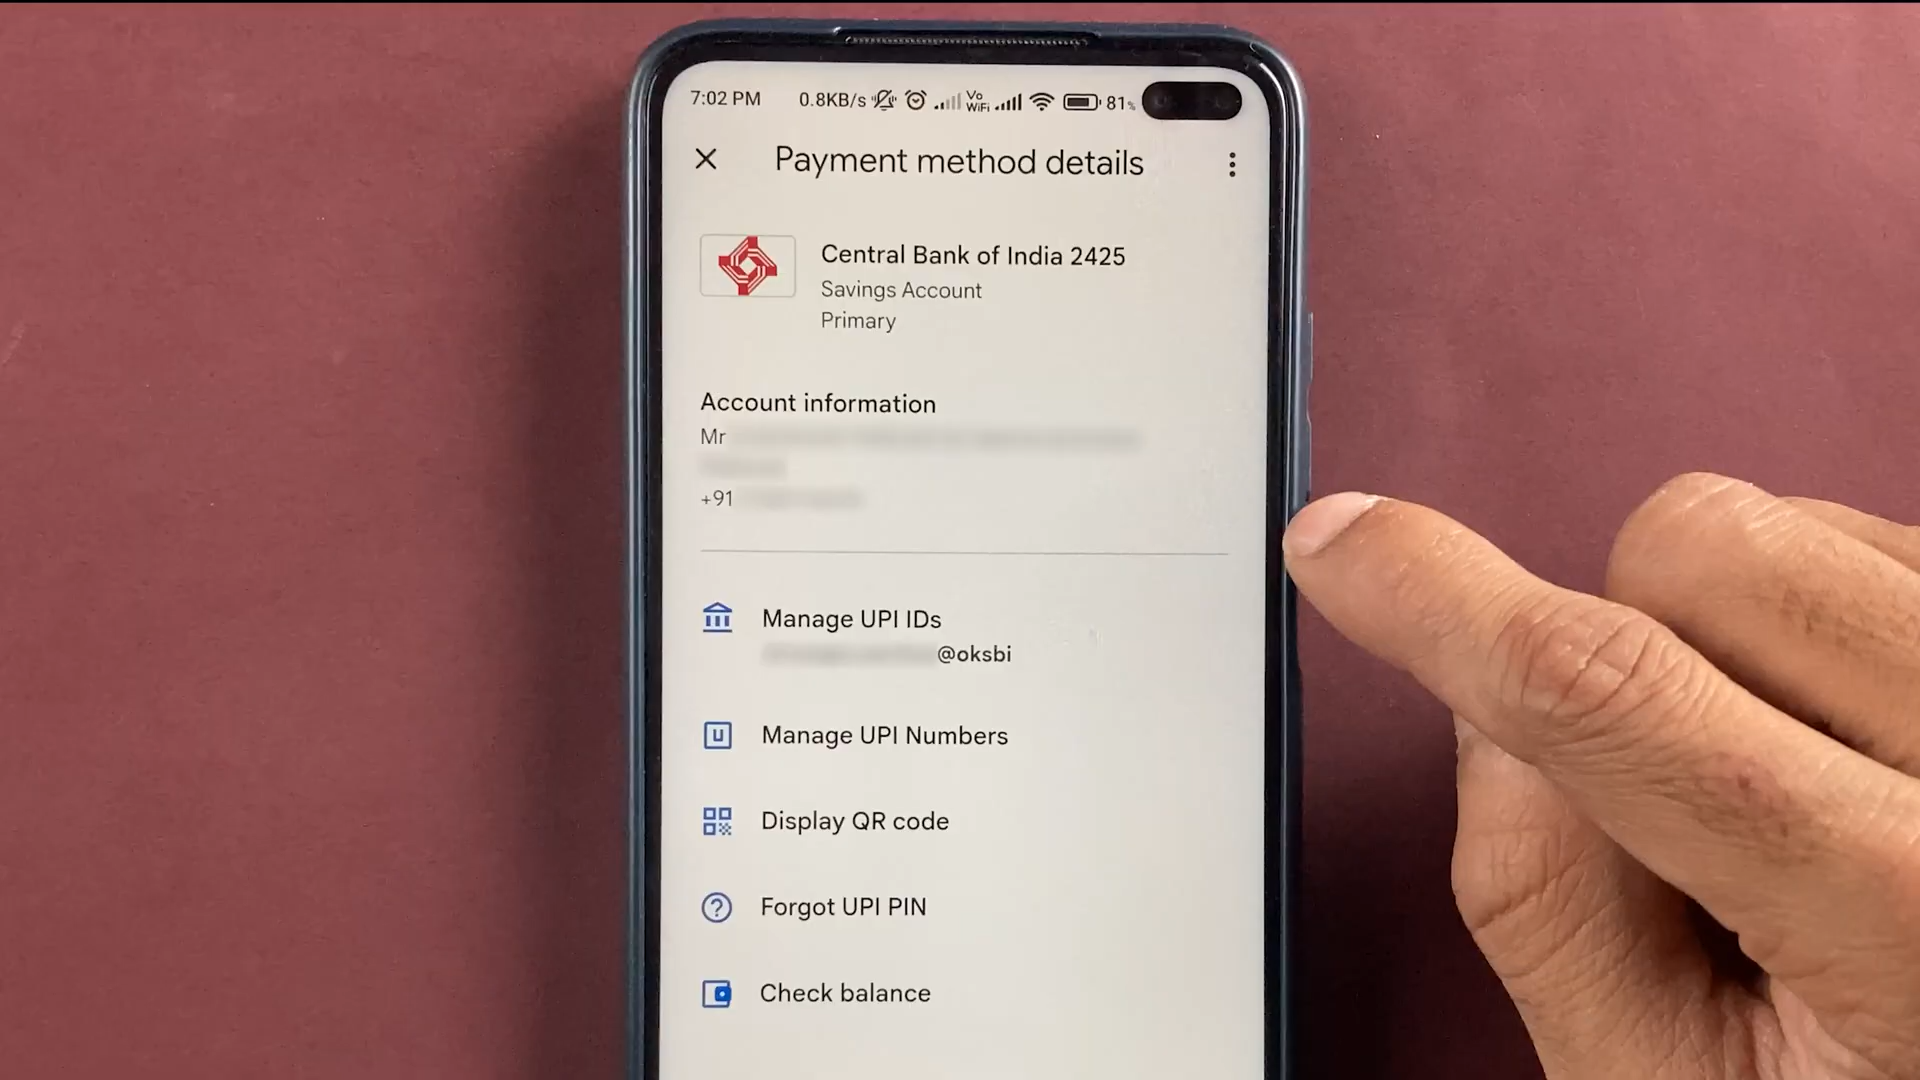 7:02 PM 0.8KB/s Vo WiFi 81%
Payment method details
Central Bank of India 2425
Savings Account
Primary
Account information
Mr
+91
Manage UPI IDs
@oksbi
Manage UPI Numbers
Display QR code
Forgot UPI PIN
Check balance